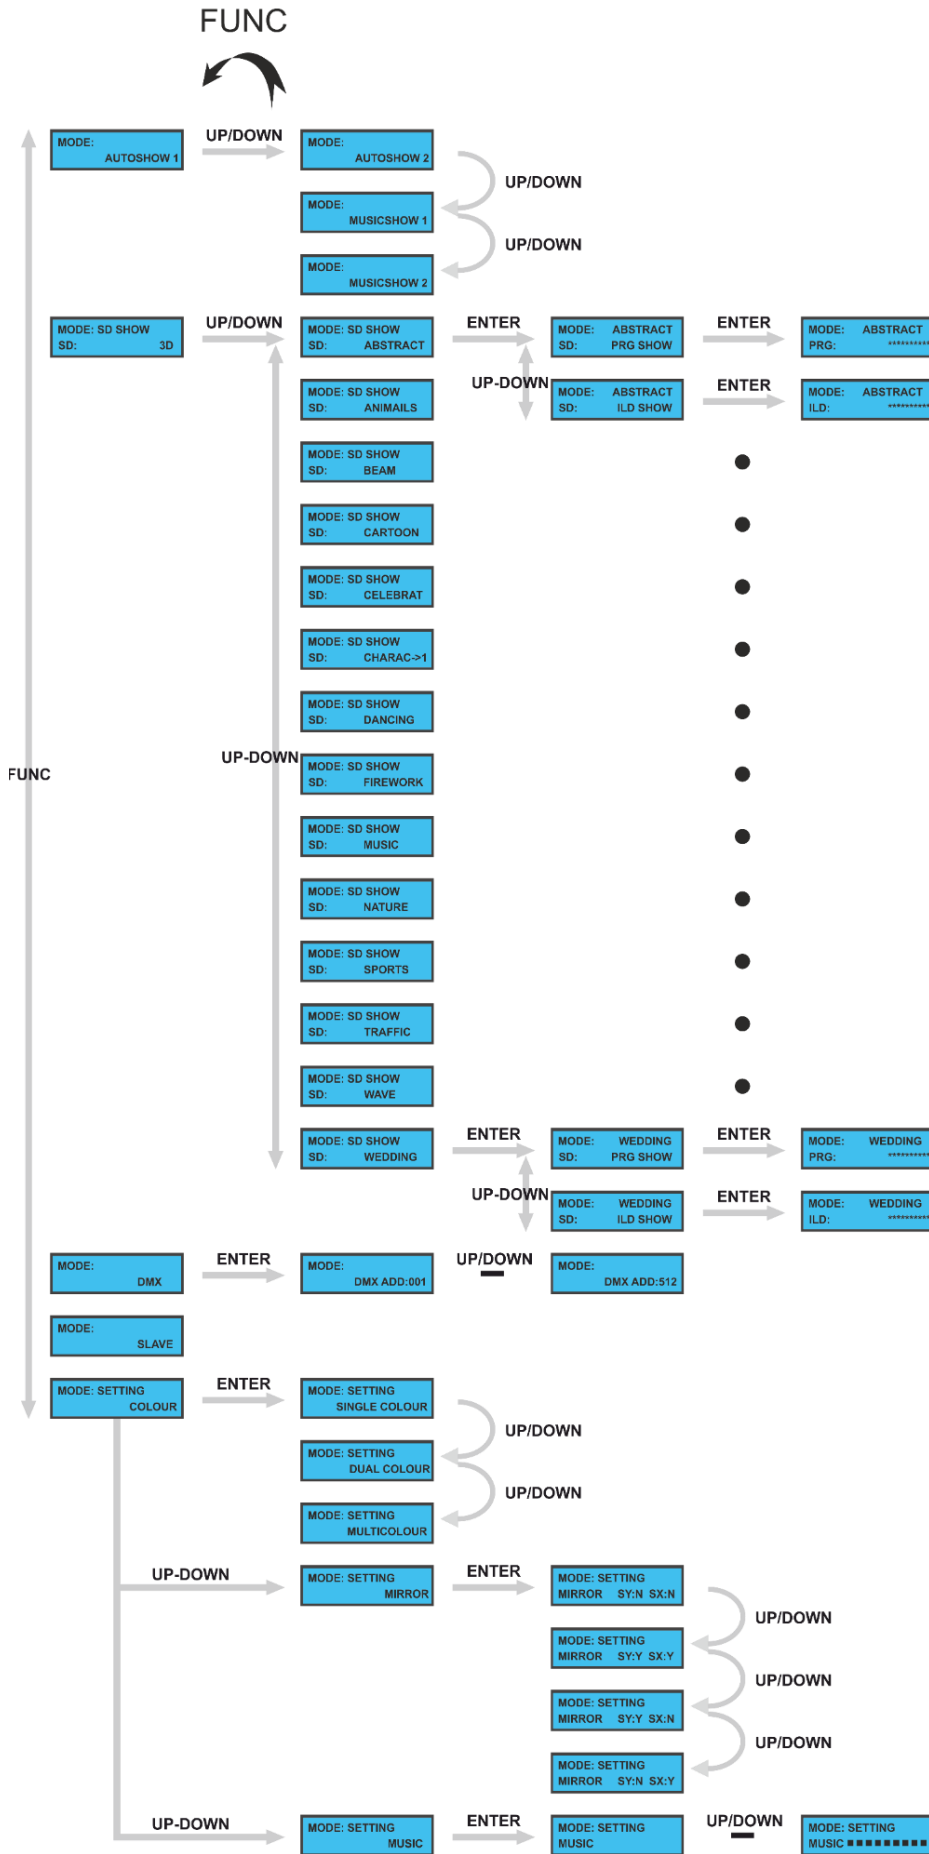 FUNC
MODE:
AUTOSHOW 1
UP/DOWN
MODE:
AUTOSHOW 2
UP/DOWN
MODE:
MUSICSHOW 1
UP/DOWN
MODE:
MUSICSHOW 2
MODE: SD SHOW
SD: 3D
UP/DOWN
MODE: SD SHOW
SD: ABSTRACT
ENTER
MODE: ABSTRACT
SD: PRG SHOW
ENTER
MODE: ABSTRACT
PRG: **********
UP-DOWN
MODE: SD SHOW
SD: ANIMAILS
MODE: ABSTRACT
SD: ILD SHOW
ENTER
MODE: ABSTRACT
ILD: **********
MODE: SD SHOW
SD: BEAM
MODE: SD SHOW
SD: CARTOON
MODE: SD SHOW
SD: CELEBRAT
MODE: SD SHOW
SD: CHARAC->1
MODE: SD SHOW
SD: DANCING
FUNC
UP-DOWN
MODE: SD SHOW
SD: FIREWORK
MODE: SD SHOW
SD: MUSIC
MODE: SD SHOW
SD: NATURE
MODE: SD SHOW
SD: SPORTS
MODE: SD SHOW
SD: TRAFFIC
MODE: SD SHOW
SD: WAVE
MODE: SD SHOW
SD: WEDDING
ENTER
MODE: WEDDING
SD: PRG SHOW
ENTER
MODE: WEDDING
PRG: **********
UP-DOWN
MODE: WEDDING
SD: ILD SHOW
ENTER
MODE: WEDDING
ILD: **********
MODE:
DMX
ENTER
MODE:
DMX ADD:001
UP/DOWN
MODE:
DMX ADD:512
MODE:
SLAVE
MODE: SETTING
COLOUR
ENTER
MODE: SETTING
SINGLE COLOUR
UP/DOWN
MODE: SETTING
DUAL COLOUR
UP/DOWN
MODE: SETTING
MULTICOLOUR
UP-DOWN
MODE: SETTING
MIRROR
ENTER
MODE: SETTING
MIRROR SY:N SX:N
UP/DOWN
MODE: SETTING
MIRROR SY:Y SX:Y
UP/DOWN
MODE: SETTING
MIRROR SY:Y SX:N
UP/DOWN
MODE: SETTING
MIRROR SY:N SX:Y
UP-DOWN
MODE: SETTING
MUSIC
ENTER
MODE: SETTING
MUSIC
UP/DOWN
MODE: SETTING
MUSIC ■■■■■■■■■